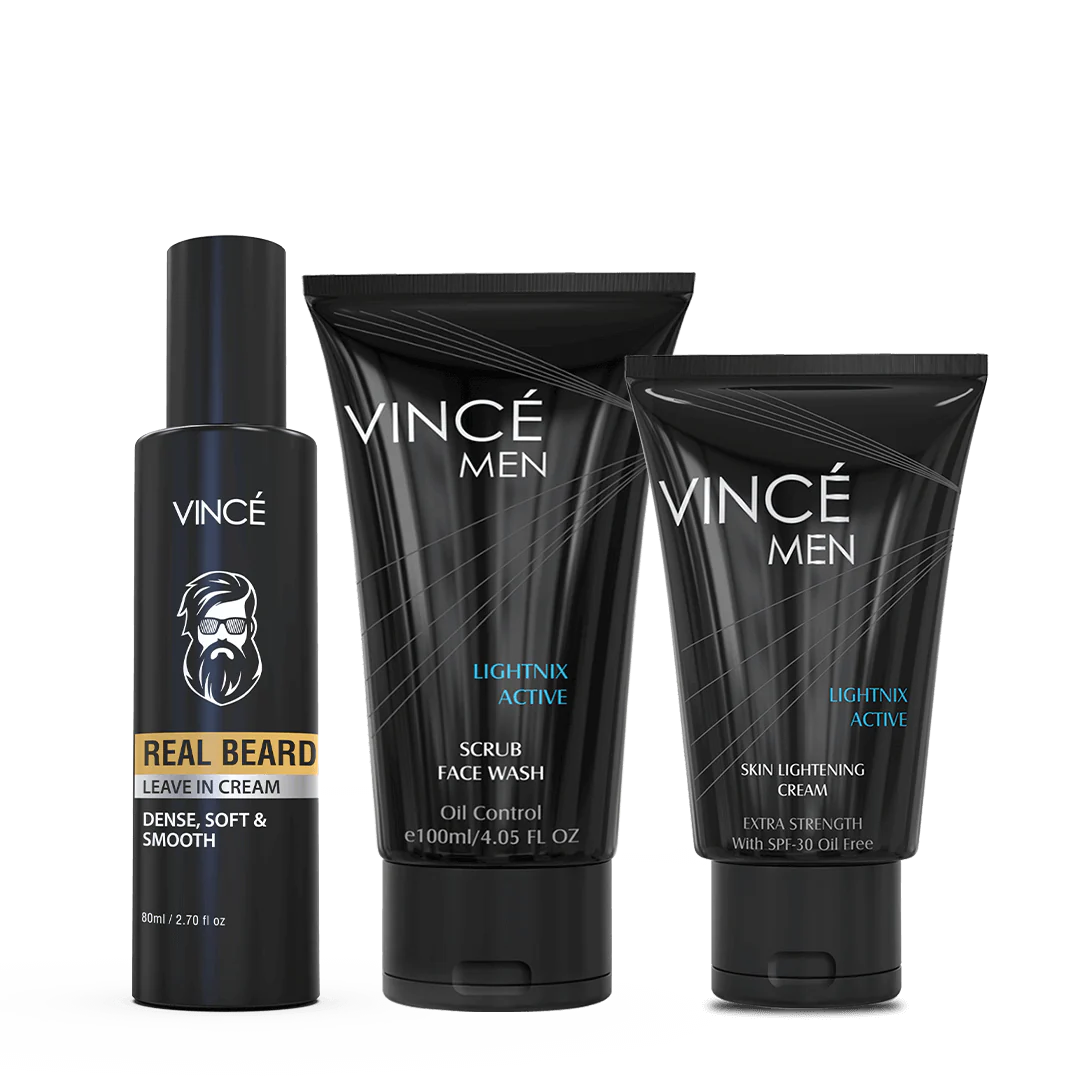 VINCÉ
REAL BEARD
LEAVE IN CREAM
DENSE, SOFT &
SMOOTH
80ml / 2.70 fl oz
VINCÉ
MEN
LIGHTNIX
ACTIVE
SCRUB
FACE WASH
Oil Control
e100ml/4.05 FL OZ
VINCÉ
MEN
LIGHTNIX
ACTIVE
SKIN LIGHTENING
CREAM
EXTRA STRENGTH
With SPF-30 Oil Free